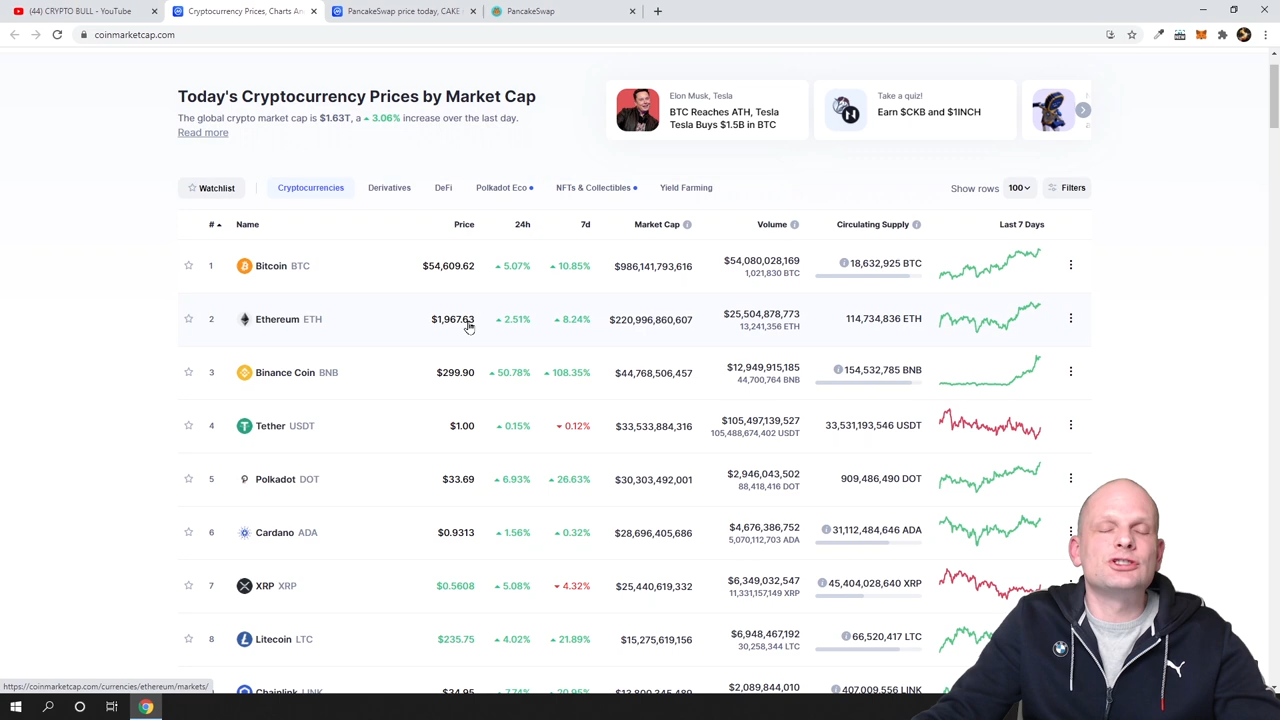 (44) CRYPTO BULL - YouTube
Cryptocurrency Prices, Charts An
PancakeSwap price today, CAKE
PancakeSwap
coinmarketcap.com
Today's Cryptocurrency Prices by Market Cap
The global crypto market cap is $1.63T, a 3.06% increase over the last day.
Read more
Elon Musk, Tesla
BTC Reaches ATH, Tesla
Tesla Buys $1.5B in BTC
Take a quiz!
Earn $CKB and $1INCH
Watchlist Cryptocurrencies Derivatives DeFi Polkadot Eco NFTs & Collectibles Yield Farming Show rows 100 Filters
# Name Price 24h 7d Market Cap Volume Circulating Supply Last 7 Days
1 Bitcoin BTC $54,609.62 5.07% 10.85% $986,141,793,616 $54,080,028,169 18,632,925 BTC
1,021,830 BTC
2 Ethereum ETH $1,967.63 2.51% 8.24% $220,996,860,607 $25,504,878,773 114,734,836 ETH
13,241,356 ETH
3 Binance Coin BNB $299.90 50.78% 108.35% $44,768,506,457 $12,949,915,185 154,532,785 BNB
44,700,764 BNB
4 Tether USDT $1.00 0.15% 0.12% $33,533,884,316 $105,497,139,527 33,531,193,546 USDT
105,488,674,402 USDT
5 Polkadot DOT $33.69 6.93% 26.63% $30,303,492,001 $2,946,043,502 909,486,490 DOT
88,418,416 DOT
6 Cardano ADA $0.9313 1.56% 0.32% $28,696,405,686 $4,676,386,752 31,112,484,646 ADA
5,070,112,703 ADA
7 XRP XRP $0.5608 5.08% 4.32% $25,440,619,332 $6,349,032,547 45,404,028,640 XRP
11,331,157,149 XRP
8 Litecoin LTC $235.75 4.02% 21.89% $15,275,619,156 $6,948,467,192 66,520,417 LTC
30,258,344 LTC
Chainlink LINK $34.95 7.74% 20.95% $2,089,844,010 407,009,556 LINK
https://coinmarketcap.com/currencies/ethereum/markets/